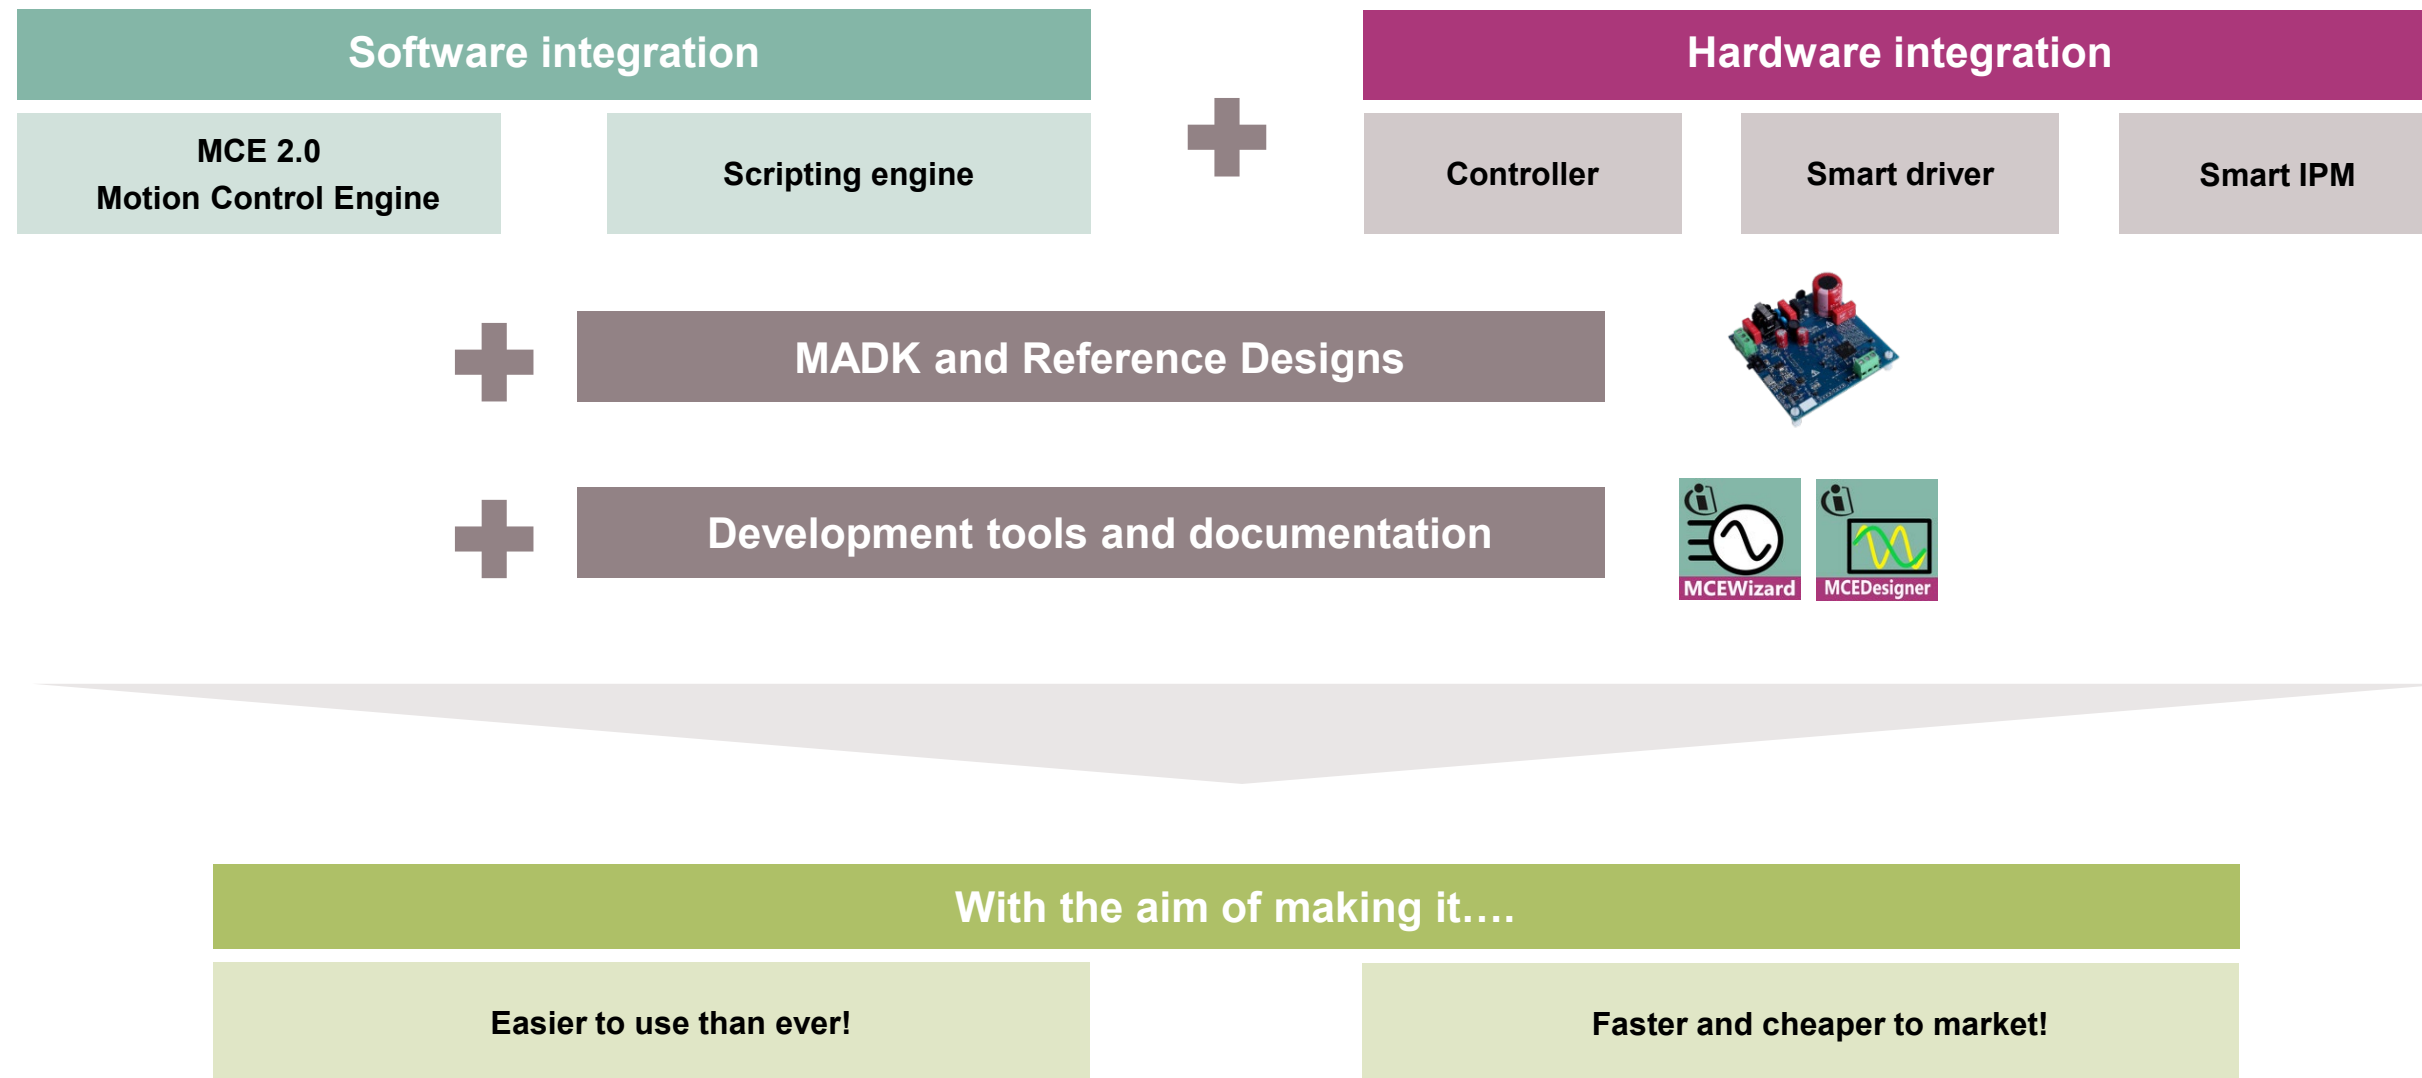 Software integration
Hardware integration
MCE 2.0
Motion Control Engine
Scripting engine
Controller
Smart driver
Smart IPM
MADK and Reference Designs
Development tools and documentation
MCEWizard
MCEDesigner
With the aim of making it....
Easier to use than ever!
Faster and cheaper to market!